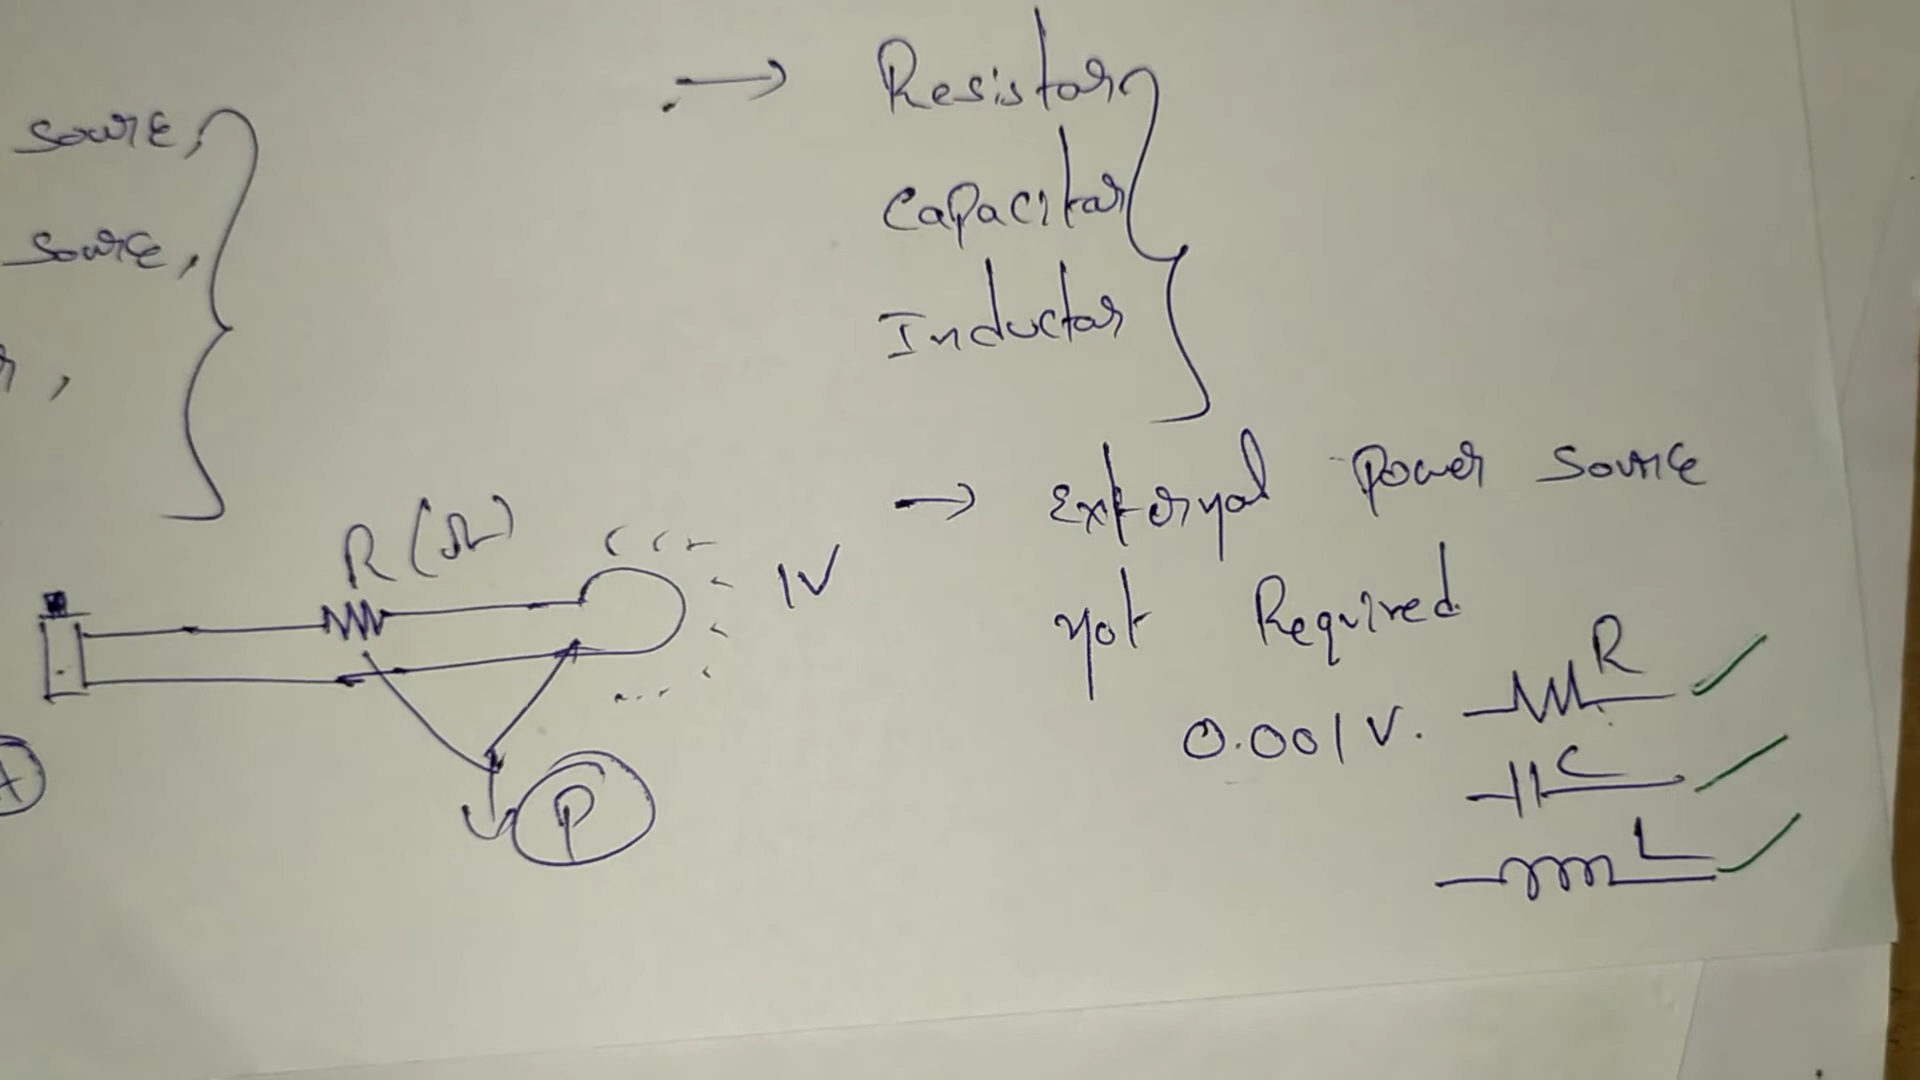 Source,
Source,
r,
→ Resistor
Capacitor
Inductor
→ External Power Source
not Required
R (Ω)
1V
0.001V.
R
C
L
P
A